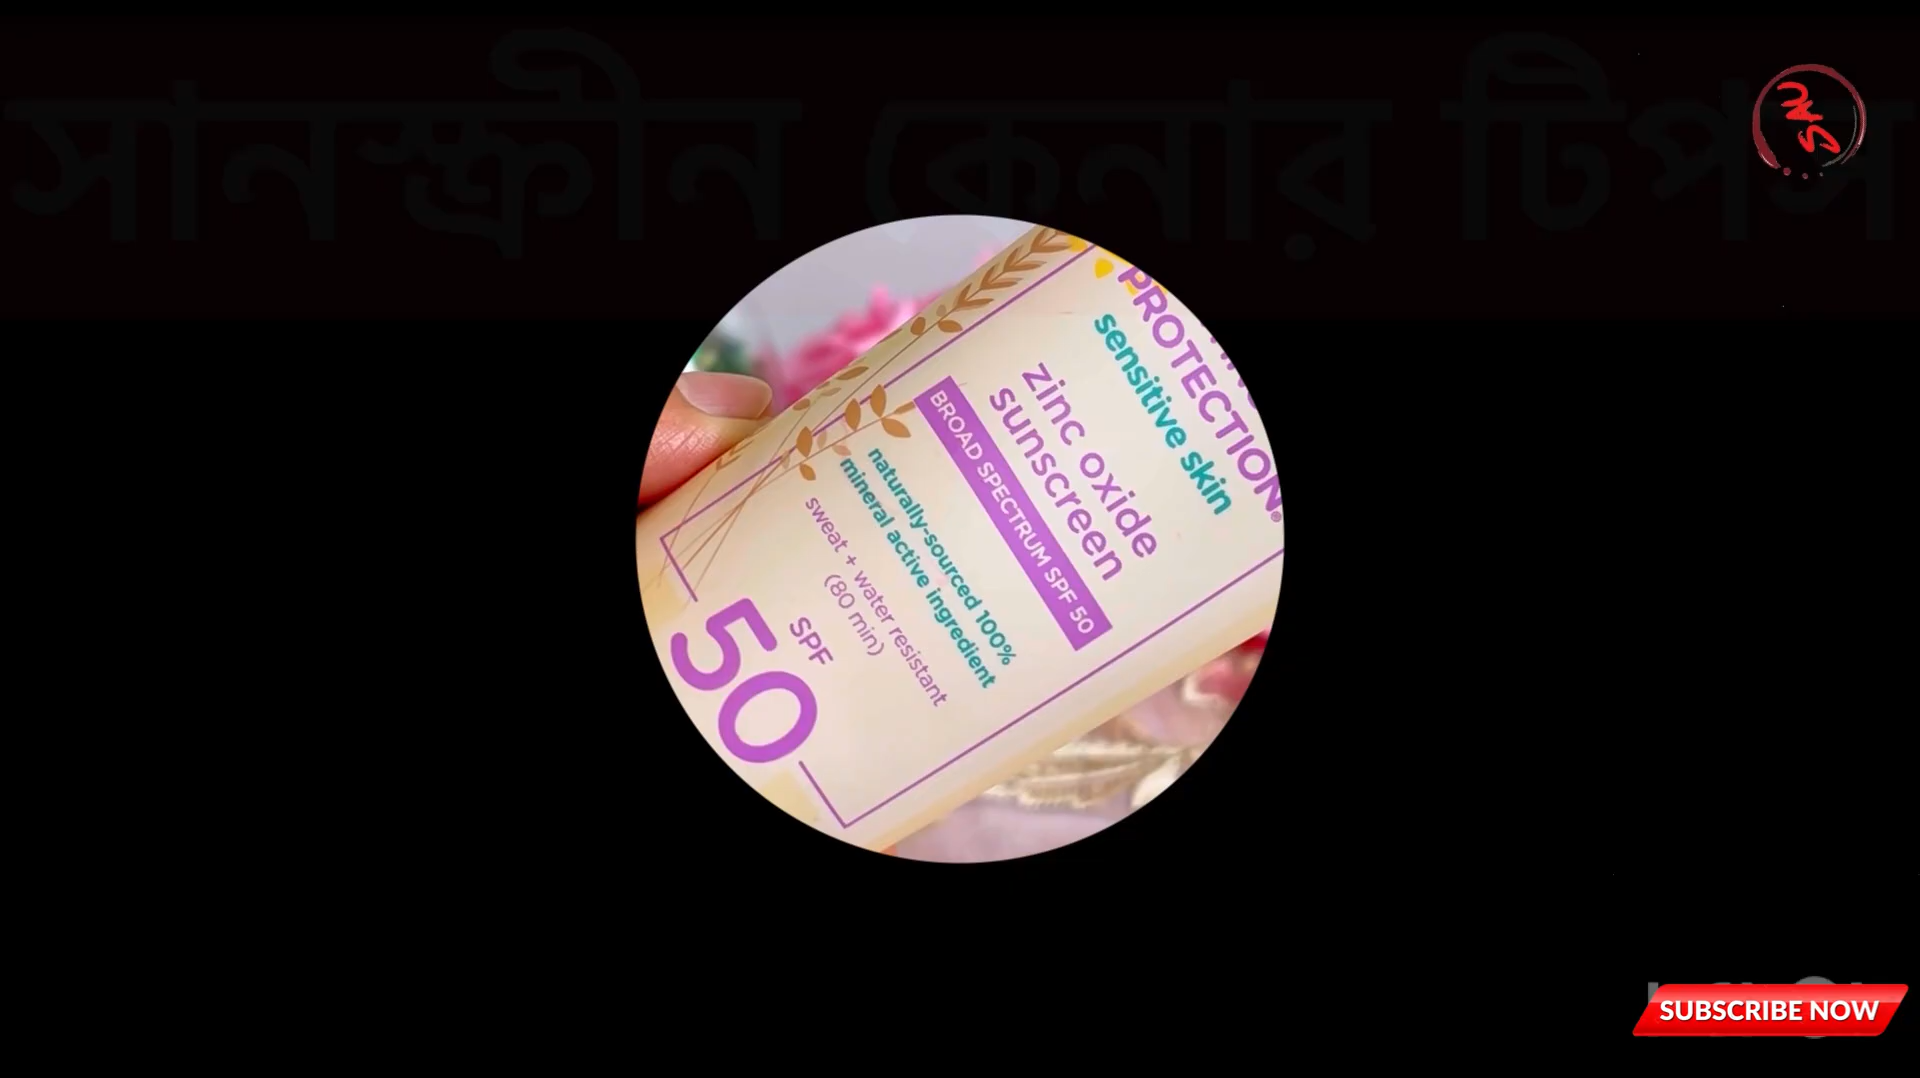 সানস্ক্রীন কেনার টিপস
SAN
PROTECTION®
sensitive skin
zinc oxide
sunscreen
BROAD SPECTRUM SPF 50
naturally-sourced 100%
mineral active ingredient
sweat + water resistant
(80 min)
SPF
50
SUBSCRIBE NOW